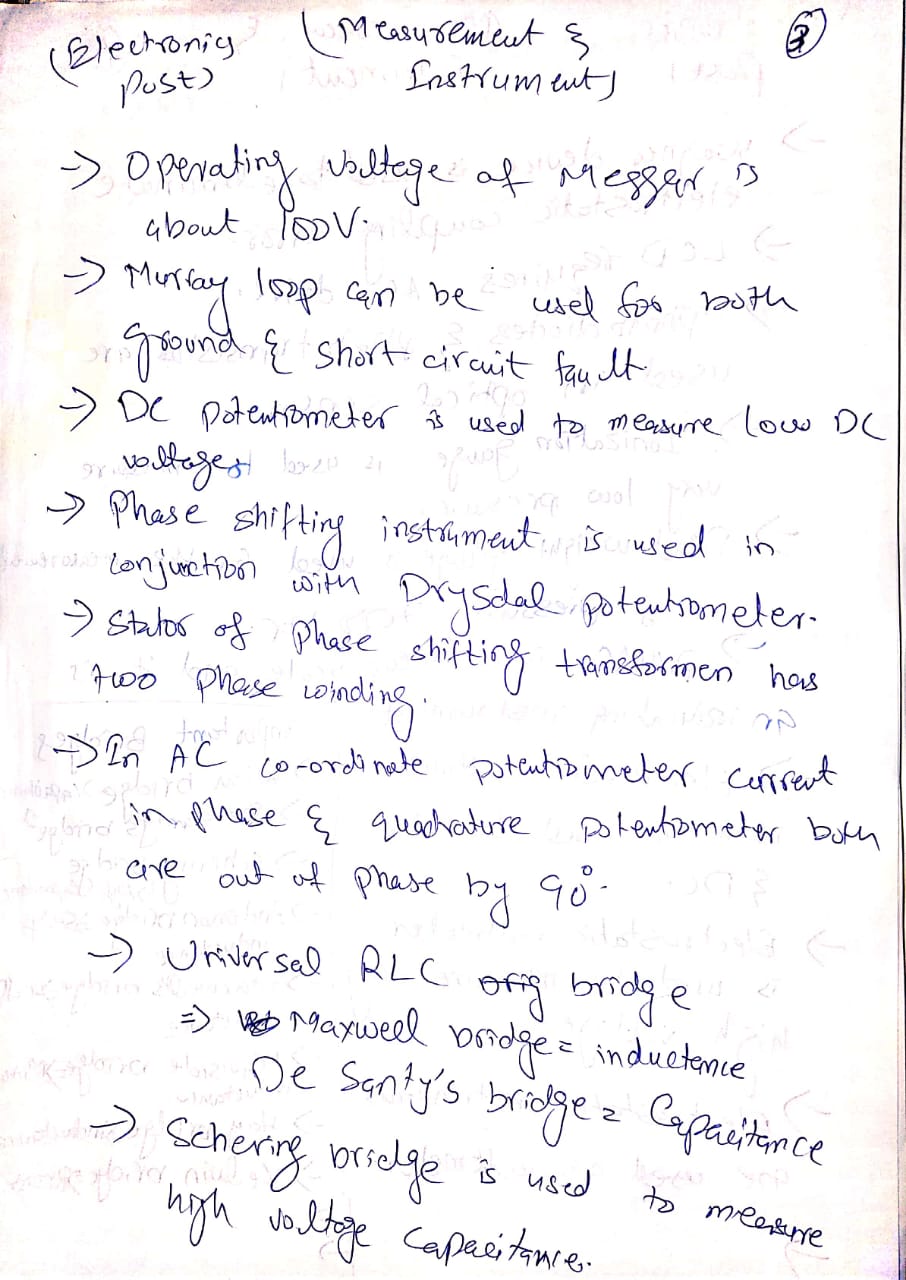 (Electronics (Measurement & ③
Post) Instruments
→ Operating voltage of Meggar is
about 100V.
→ Murray loop can be used for both
ground & short circuit fault
→ DC potentiometer is used to measure low DC
voltages
→ Phase shifting instrument is used in
conjunction with Drysdal potentiometer.
→ Stator of phase shifting transformer has
two phase winding.
→ In AC co-ordinate potentiometer current
in phase & quadrature potentiometer both
are out of phase by 90°.
→ Universal RLC bridge
⇒ Maxwell bridge = inductance
De Santy's bridge = Capacitance
→ Schering bridge is used to measure
high voltage capacitance.